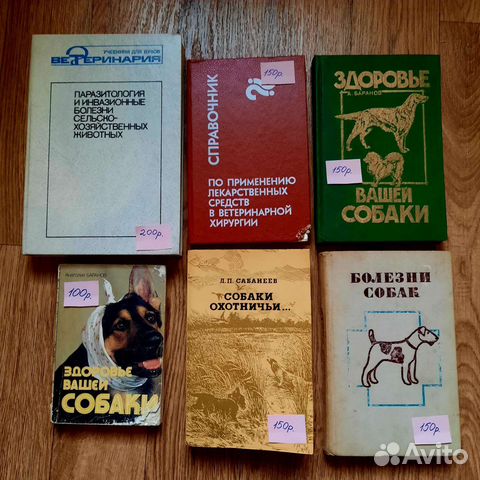 УЧЕБНИК ДЛЯ ВУЗОВ
ВЕТЕРИНАРИЯ
ПАРАЗИТОЛОГИЯ
И ИНВАЗИОННЫЕ
БОЛЕЗНИ
СЕЛЬСКО-
ХОЗЯЙСТВЕННЫХ
ЖИВОТНЫХ
200р.
СПРАВОЧНИК
150р.
ПО ПРИМЕНЕНИЮ
ЛЕКАРСТВЕННЫХ
СРЕДСТВ
В ВЕТЕРИНАРНОЙ
ХИРУРГИИ
ЗДОРОВЬЕ
А. БАРАНОВ
150р.
ВАШЕЙ
СОБАКИ
АНАТОЛИЙ БАРАНОВ
100р.
ЗДОРОВЬЕ
ВАШЕЙ
СОБАКИ
Л.П. САБАНЕЕВ
СОБАКИ
ОХОТНИЧЬИ...
150р.
БОЛЕЗНИ
СОБАК
150р.
Avito